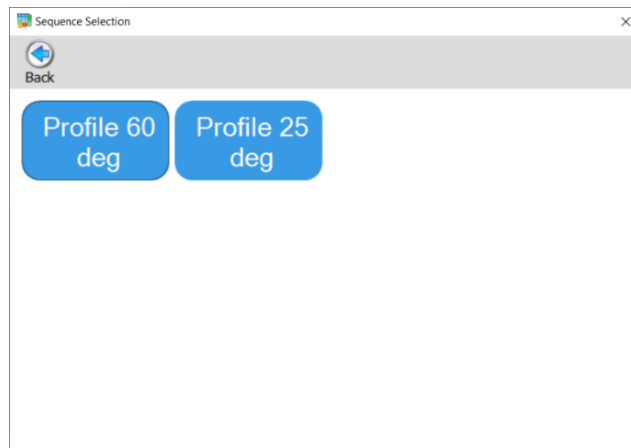 Sequence Selection
Back
Profile 60
deg
Profile 25
deg